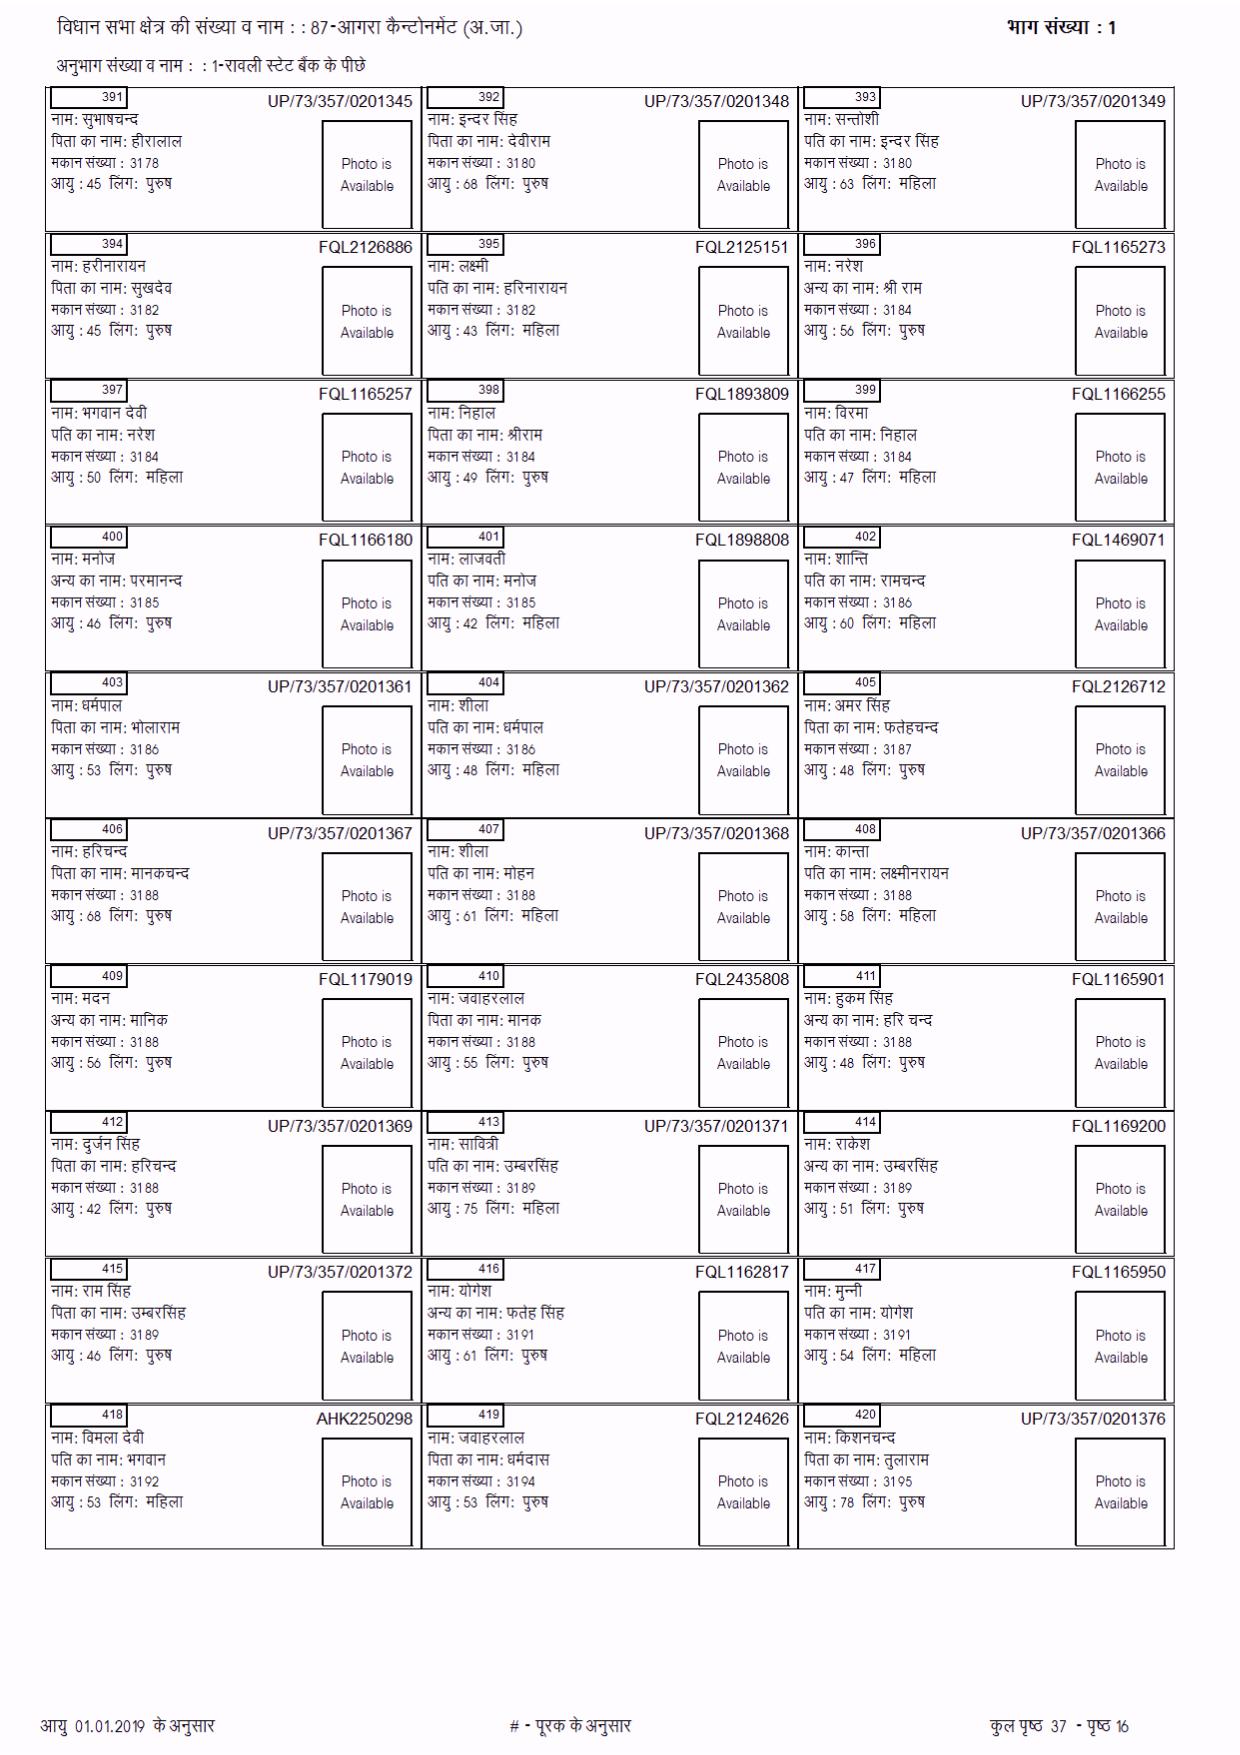 विधान सभा क्षेत्र की संख्या व नाम : : 87-आगरा कैन्टोनमेंट (अ.जा.) भाग संख्या : 1
अनुभाग संख्या व नाम : : 1-रावली स्टेट बैंक के पीछे
391 UP/73/357/0201345
नाम: सुभाषचन्द
पिता का नाम: हीरालाल
मकान संख्या : 3178
आयु : 45 लिंग: पुरुष
Photo is
Available
392 UP/73/357/0201348
नाम: इन्दर सिंह
पिता का नाम: देवीराम
मकान संख्या : 3180
आयु : 68 लिंग: पुरुष
Photo is
Available
393 UP/73/357/0201349
नाम: सन्तोशी
पति का नाम: इन्दर सिंह
मकान संख्या : 3180
आयु : 63 लिंग: महिला
Photo is
Available
394 FQL2126886
नाम: हरीनारायन
पिता का नाम: सुखदेव
मकान संख्या : 3182
आयु : 45 लिंग: पुरुष
Photo is
Available
395 FQL2125151
नाम: लक्ष्मी
पति का नाम: हरिनारायन
मकान संख्या : 3182
आयु : 43 लिंग: महिला
Photo is
Available
396 FQL1165273
नाम: नरेश
अन्य का नाम: श्री राम
मकान संख्या : 3184
आयु : 56 लिंग: पुरुष
Photo is
Available
397 FQL1165257
नाम: भगवान देवी
पति का नाम: नरेश
मकान संख्या : 3184
आयु : 50 लिंग: महिला
Photo is
Available
398 FQL1893809
नाम: निहाल
पिता का नाम: श्रीराम
मकान संख्या : 3184
आयु : 49 लिंग: पुरुष
Photo is
Available
399 FQL1166255
नाम: विरमा
पति का नाम: निहाल
मकान संख्या : 3184
आयु : 47 लिंग: महिला
Photo is
Available
400 FQL1166180
नाम: मनोज
अन्य का नाम: परमानन्द
मकान संख्या : 3185
आयु : 46 लिंग: पुरुष
Photo is
Available
401 FQL1898808
नाम: लाजवती
पति का नाम: मनोज
मकान संख्या : 3185
आयु : 42 लिंग: महिला
Photo is
Available
402 FQL1469071
नाम: शान्ति
पति का नाम: रामचन्द
मकान संख्या : 3186
आयु : 60 लिंग: महिला
Photo is
Available
403 UP/73/357/0201361
नाम: धर्मपाल
पिता का नाम: भोलाराम
मकान संख्या : 3186
आयु : 53 लिंग: पुरुष
Photo is
Available
404 UP/73/357/0201362
नाम: शीला
पति का नाम: धर्मपाल
मकान संख्या : 3186
आयु : 48 लिंग: महिला
Photo is
Available
405 FQL2126712
नाम: अमर सिंह
पिता का नाम: फतेहचन्द
मकान संख्या : 3187
आयु : 48 लिंग: पुरुष
Photo is
Available
406 UP/73/357/0201367
नाम: हरिचन्द
पिता का नाम: मानकचन्द
मकान संख्या : 3188
आयु : 68 लिंग: पुरुष
Photo is
Available
407 UP/73/357/0201368
नाम: शीला
पति का नाम: मोहन
मकान संख्या : 3188
आयु : 61 लिंग: महिला
Photo is
Available
408 UP/73/357/0201366
नाम: कान्ता
पति का नाम: लक्ष्मीनरायन
मकान संख्या : 3188
आयु : 58 लिंग: महिला
Photo is
Available
409 FQL1179019
नाम: मदन
अन्य का नाम: मानिक
मकान संख्या : 3188
आयु : 56 लिंग: पुरुष
Photo is
Available
410 FQL2435808
नाम: जवाहरलाल
पिता का नाम: मानक
मकान संख्या : 3188
आयु : 55 लिंग: पुरुष
Photo is
Available
411 FQL1165901
नाम: हुकम सिंह
अन्य का नाम: हरि चन्द
मकान संख्या : 3188
आयु : 48 लिंग: पुरुष
Photo is
Available
412 UP/73/357/0201369
नाम: दुर्जन सिंह
पिता का नाम: हरिचन्द
मकान संख्या : 3188
आयु : 42 लिंग: पुरुष
Photo is
Available
413 UP/73/357/0201371
नाम: सावित्री
पति का नाम: उम्बरसिंह
मकान संख्या : 3189
आयु : 75 लिंग: महिला
Photo is
Available
414 FQL1169200
नाम: राकेश
अन्य का नाम: उम्बरसिंह
मकान संख्या : 3189
आयु : 51 लिंग: पुरुष
Photo is
Available
415 UP/73/357/0201372
नाम: राम सिंह
पिता का नाम: उम्बरसिंह
मकान संख्या : 3189
आयु : 46 लिंग: पुरुष
Photo is
Available
416 FQL1162817
नाम: योगेश
अन्य का नाम: फतेह सिंह
मकान संख्या : 3191
आयु : 61 लिंग: पुरुष
Photo is
Available
417 FQL1165950
नाम: मुन्नी
पति का नाम: योगेश
मकान संख्या : 3191
आयु : 54 लिंग: महिला
Photo is
Available
418 AHK2250298
नाम: विमला देवी
पति का नाम: भगवान
मकान संख्या : 3192
आयु : 53 लिंग: महिला
Photo is
Available
419 FQL2124626
नाम: जवाहरलाल
पिता का नाम: धर्मदास
मकान संख्या : 3194
आयु : 53 लिंग: पुरुष
Photo is
Available
420 UP/73/357/0201376
नाम: किशनचन्द
पिता का नाम: तुलाराम
मकान संख्या : 3195
आयु : 78 लिंग: पुरुष
Photo is
Available
आयु 01.01.2019 के अनुसार # - पूरक के अनुसार कुल पृष्ठ 37 - पृष्ठ 16